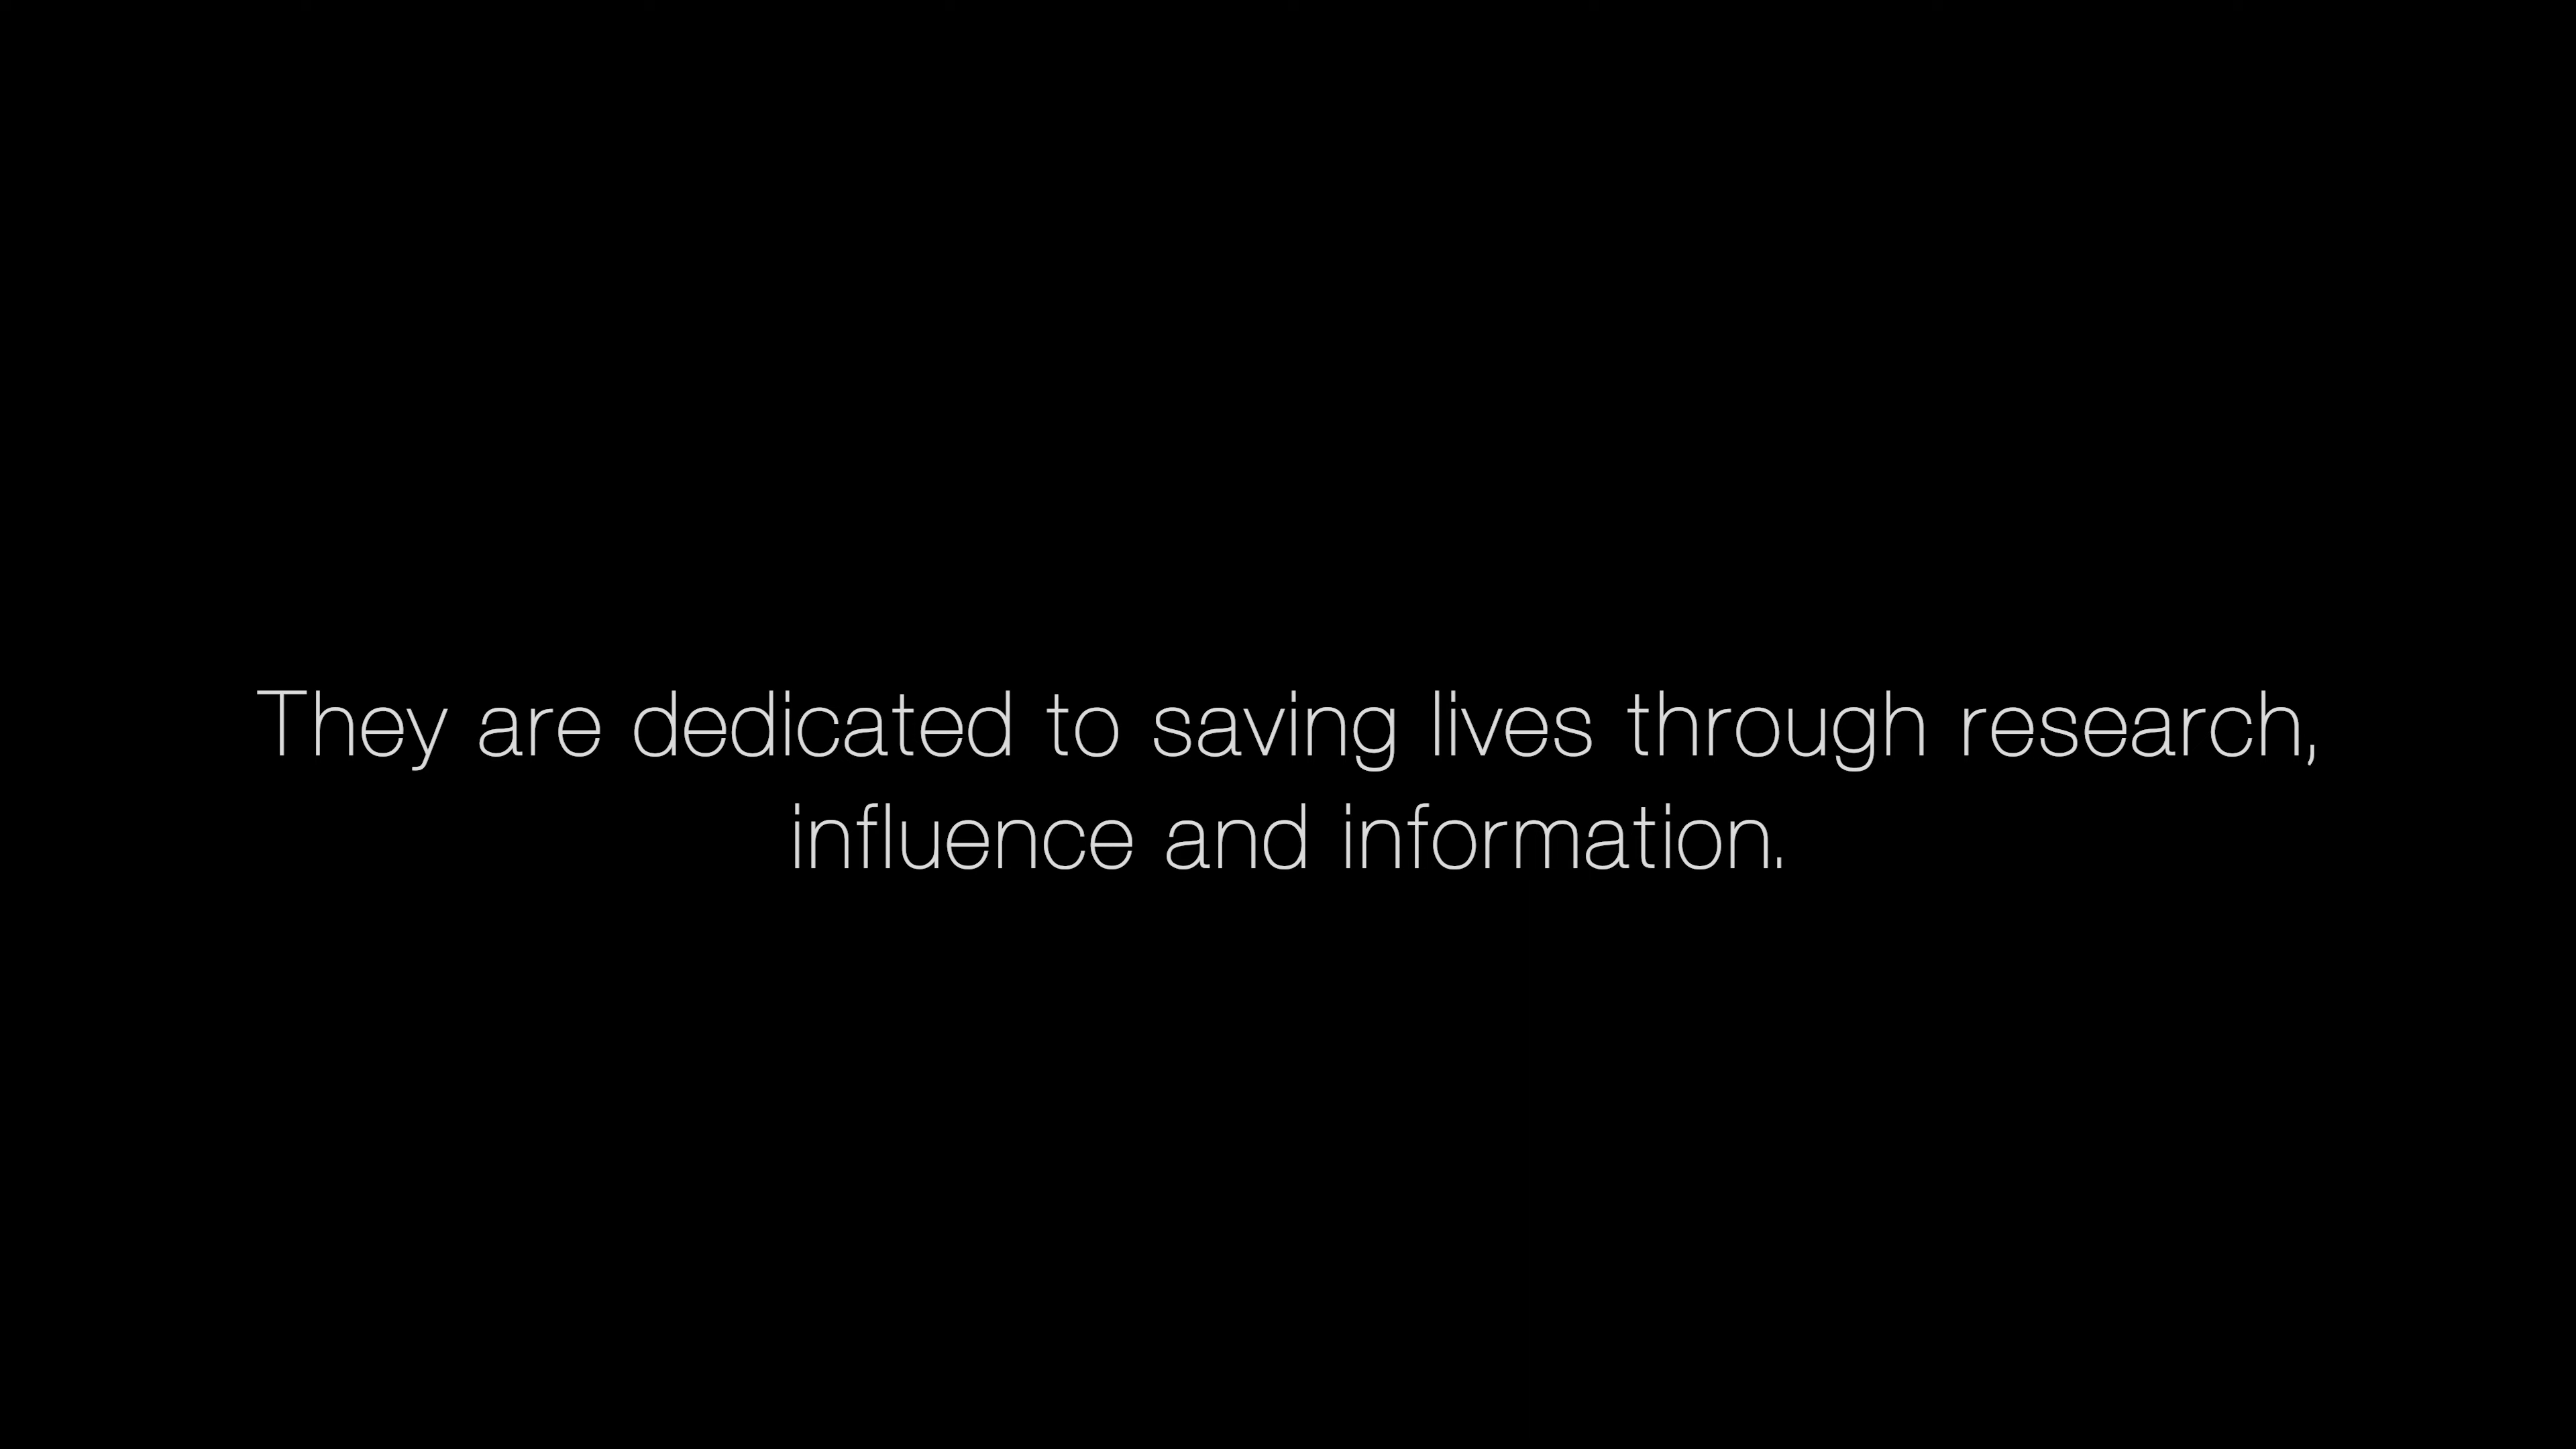 They are dedicated to saving lives through research,
influence and information.